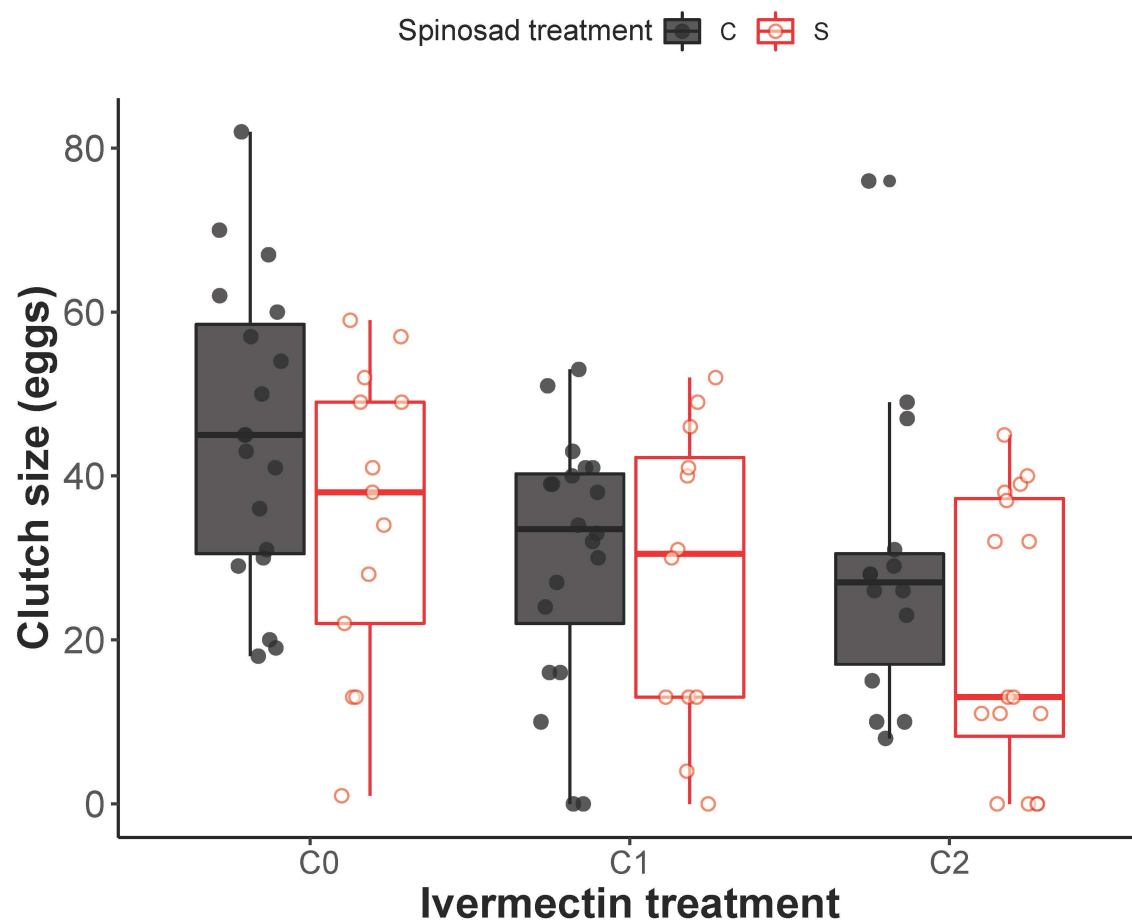 Spinosad treatment C S
Clutch size (eggs)
80
60
40
20
0
C0 C1 C2
Ivermectin treatment